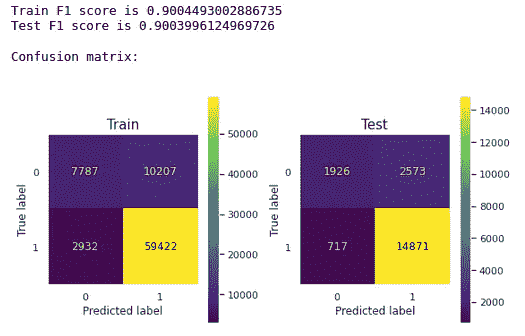 Train F1 score is 0.9004493002886735
Test F1 score is 0.9003996124969726
Confusion matrix:
Train
True label
0
1
7787 10207
2932 59422
0 1
Predicted label
50000
40000
30000
20000
10000
Test
True label
0
1
1926 2573
717 14871
0 1
Predicted label
14000
12000
10000
8000
6000
4000
2000